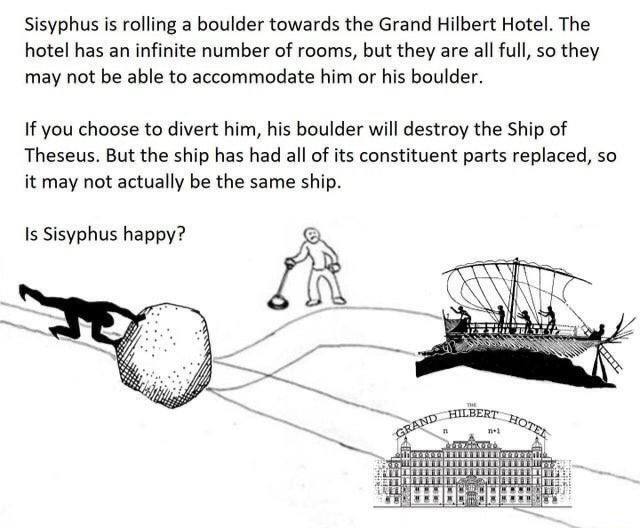 Sisyphus is rolling a boulder towards the Grand Hilbert Hotel. The
hotel has an infinite number of rooms, but they are all full, so they
may not be able to accommodate him or his boulder.
If you choose to divert him, his boulder will destroy the Ship of
Theseus. But the ship has had all of its constituent parts replaced, so
it may not actually be the same ship.
Is Sisyphus happy?
THE
GRAND HILBERT HOTEL
n n+1